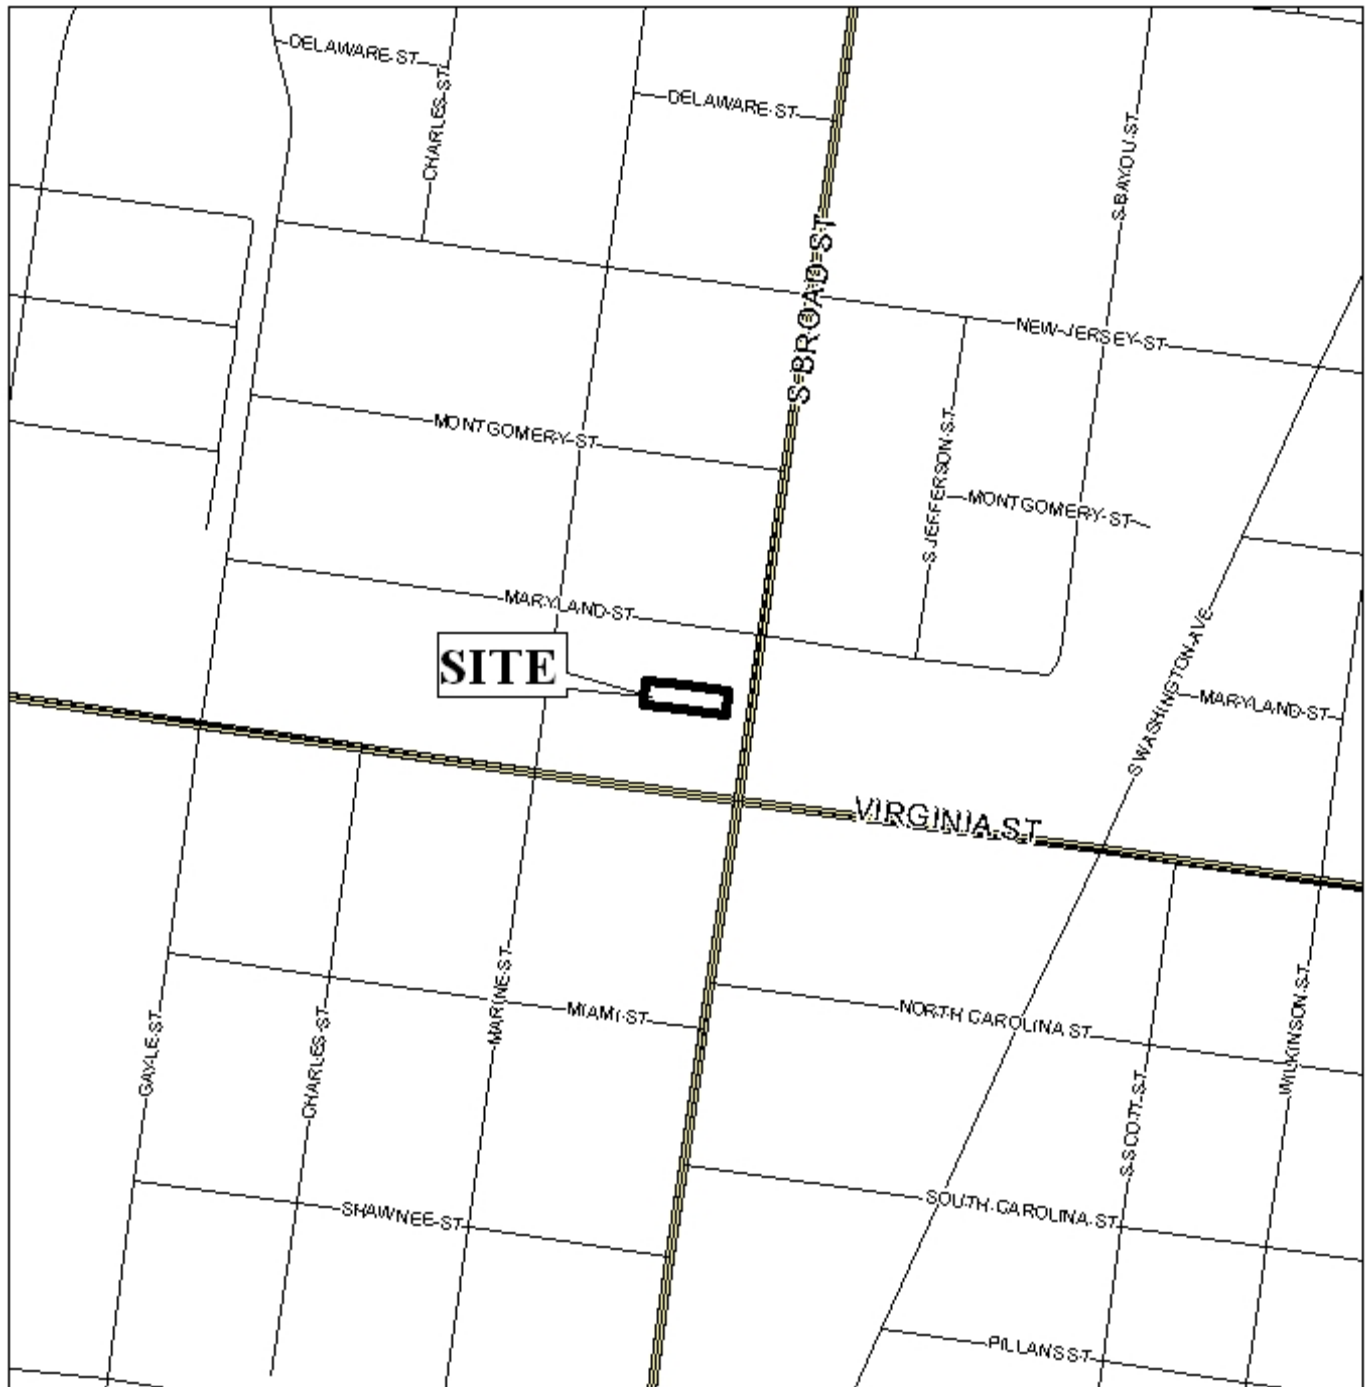 DELAWARE ST
CHARLES ST
DELAWARE ST
S BAYOU ST
S BROAD ST
NEW JERSEY ST
MONTGOMERY ST
S JEFFERSON ST
MONTGOMERY ST
MARYLAND ST
SITE
S WASHINGTON AVE
MARYLAND ST
VIRGINIA ST
MARINE ST
MIAMI ST
NORTH CAROLINA ST
WILKINSON ST
GAYLE ST
CHARLES ST
S SCOTT ST
SHAWNEE ST
SOUTH CAROLINA ST
PILLANS ST